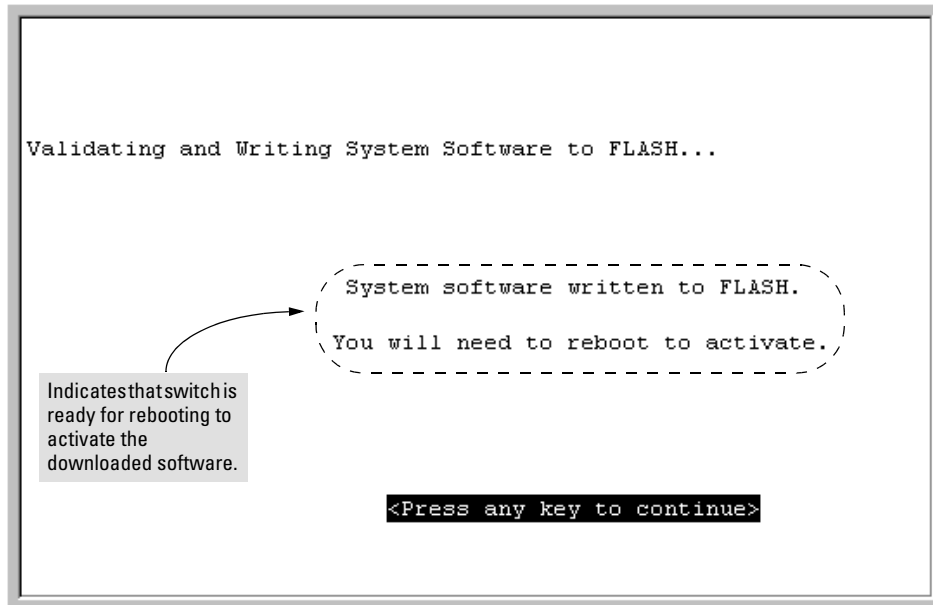 Validating and Writing System Software to FLASH...
System software written to FLASH.
You will need to reboot to activate.
Indicates that switch is
ready for rebooting to
activate the
downloaded software.
<Press any key to continue>